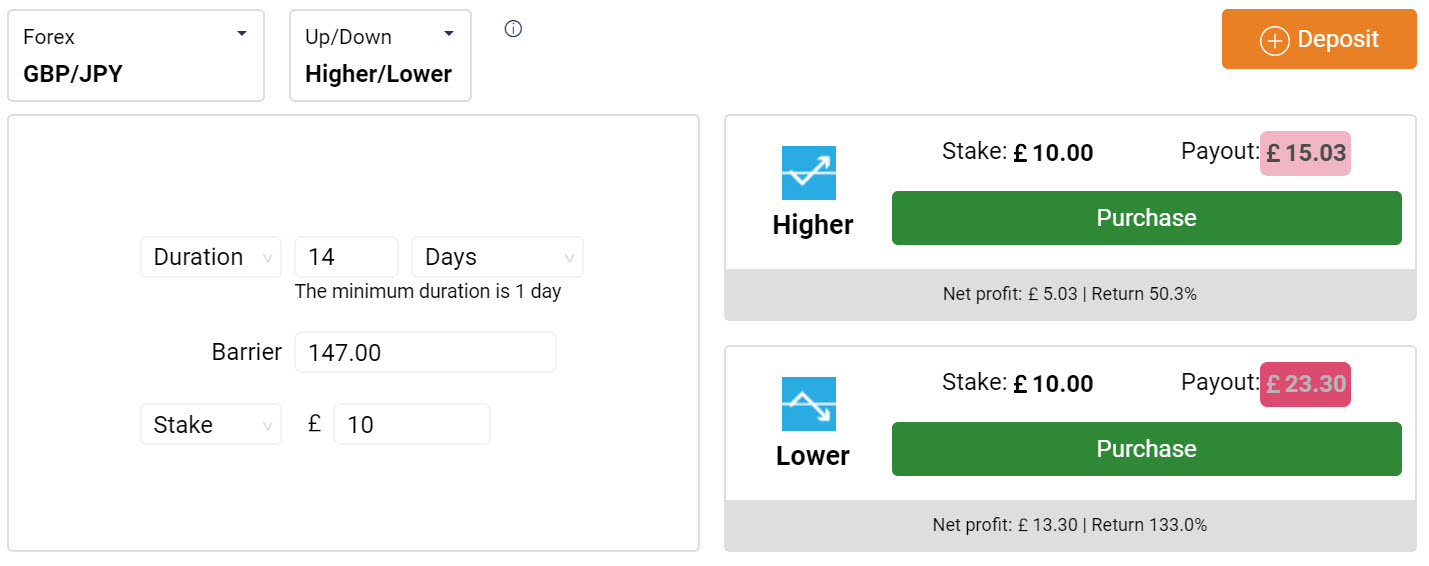 Forex
GBP/JPY
Up/Down
Higher/Lower
Deposit
Duration
14
Days
The minimum duration is 1 day
Barrier
147.00
Stake
£
10
Higher
Stake: £ 10.00
Payout: £ 15.03
Purchase
Net profit: £ 5.03 | Return 50.3%
Lower
Stake: £ 10.00
Payout: £ 23.30
Purchase
Net profit: £ 13.30 | Return 133.0%